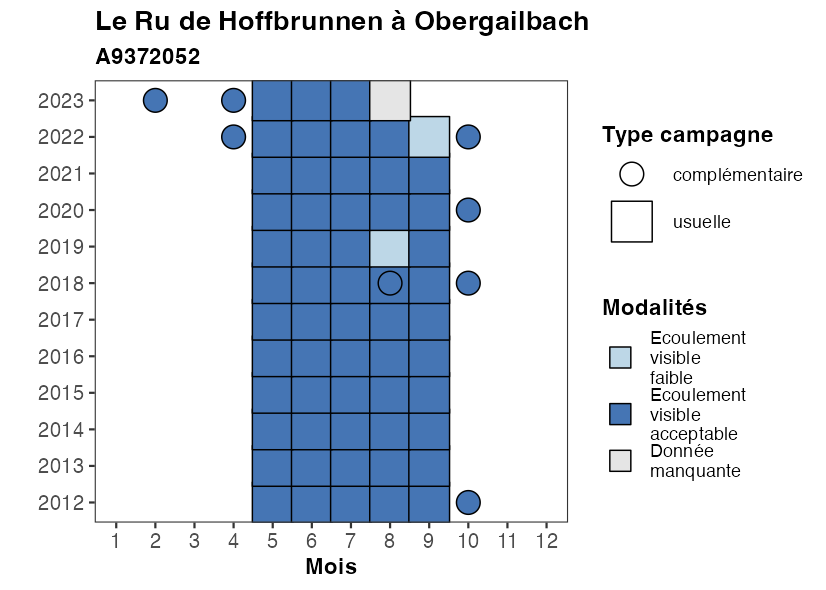 Le Ru de Hoffbrunnen à Obergailbach
A9372052
2023
2022
2021
2020
2019
2018
2017
2016
2015
2014
2013
2012
1 2 3 4 5 6 7 8 9 10 11 12
Mois
Type campagne
complémentaire
usuelle
Modalités
Ecoulement
visible
faible
Ecoulement
visible
acceptable
Donnée
manquante